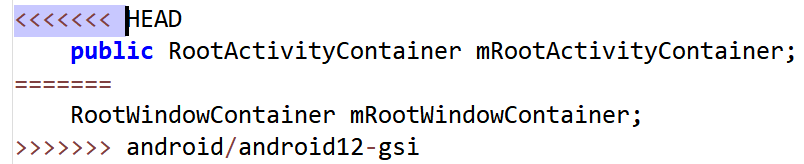 <<<<<<< HEAD
    public RootActivityContainer mRootActivityContainer;
=======
    RootWindowContainer mRootWindowContainer;
>>>>>>> android/android12-gsi